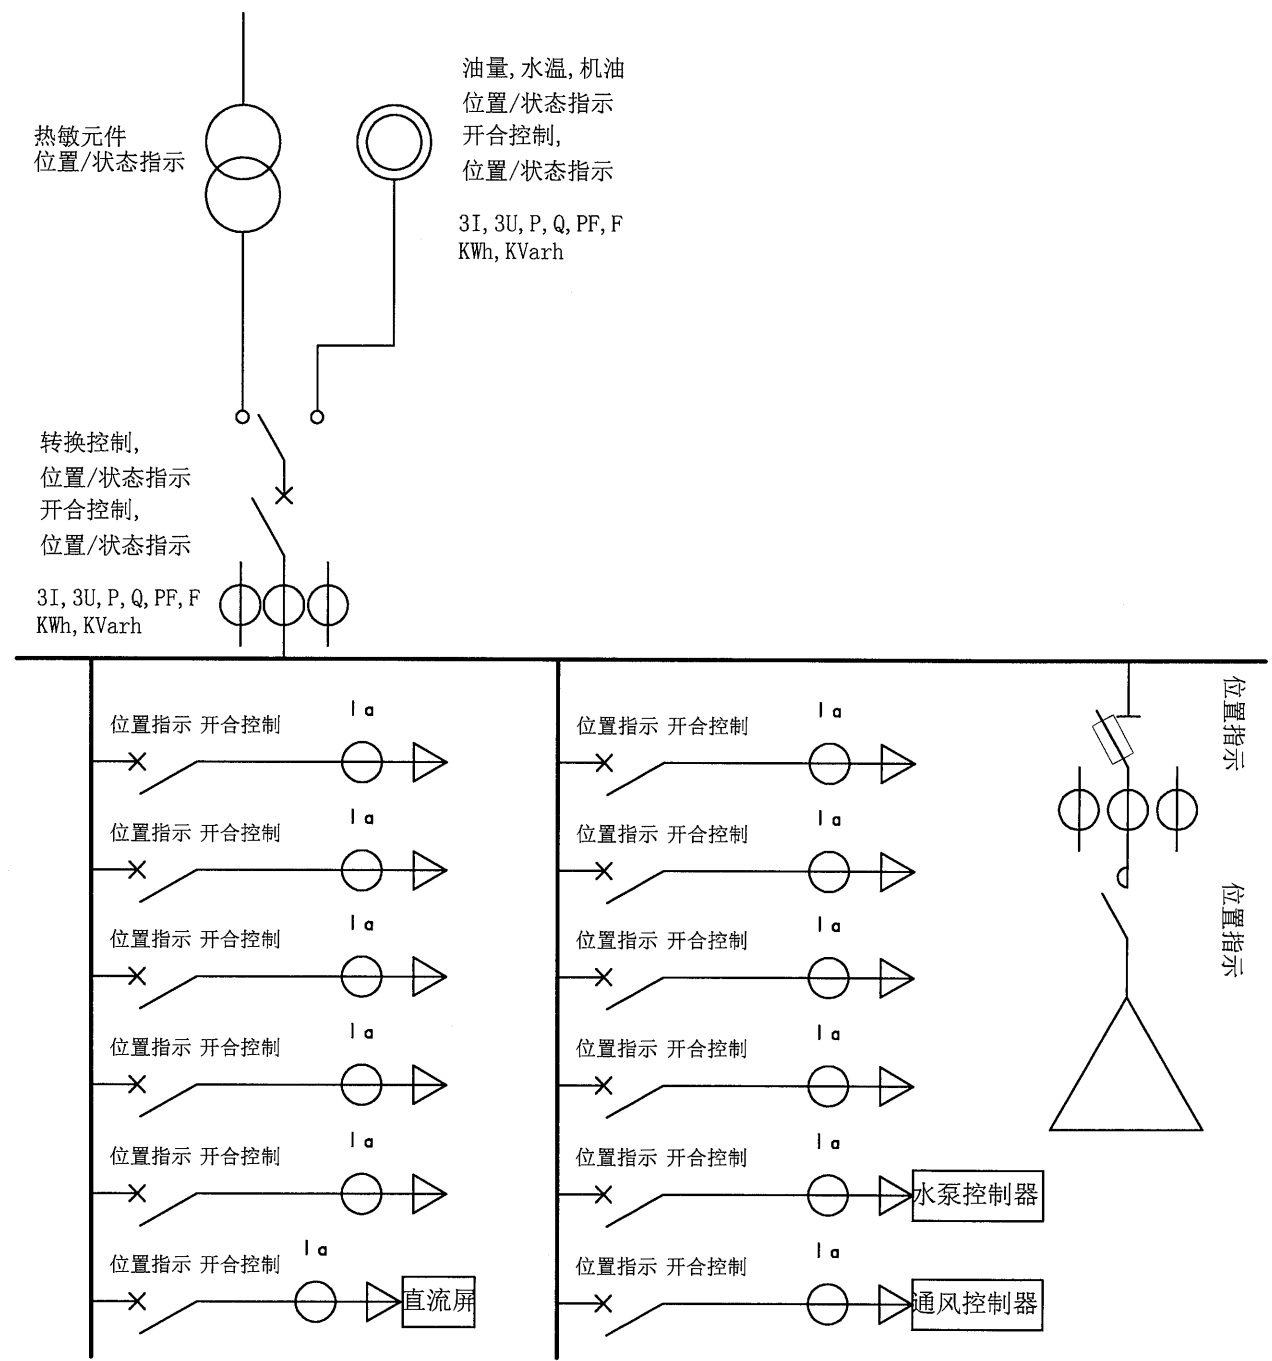 油量,水温,机油
位置/状态指示
开合控制,
位置/状态指示
3I,3U,P,Q,PF,F
KWh,KVarh
热敏元件
位置/状态指示
转换控制,
位置/状态指示
开合控制,
位置/状态指示
3I,3U,P,Q,PF,F
KWh,KVarh
Ia
位置指示 开合控制
Ia
位置指示 开合控制
Ia
位置指示 开合控制
Ia
位置指示 开合控制
Ia
位置指示 开合控制
Ia
位置指示 开合控制
直流屏
Ia
位置指示 开合控制
Ia
位置指示 开合控制
Ia
位置指示 开合控制
Ia
位置指示 开合控制
Ia
位置指示 开合控制
水泵控制器
Ia
位置指示 开合控制
通风控制器
位置指示
位置指示